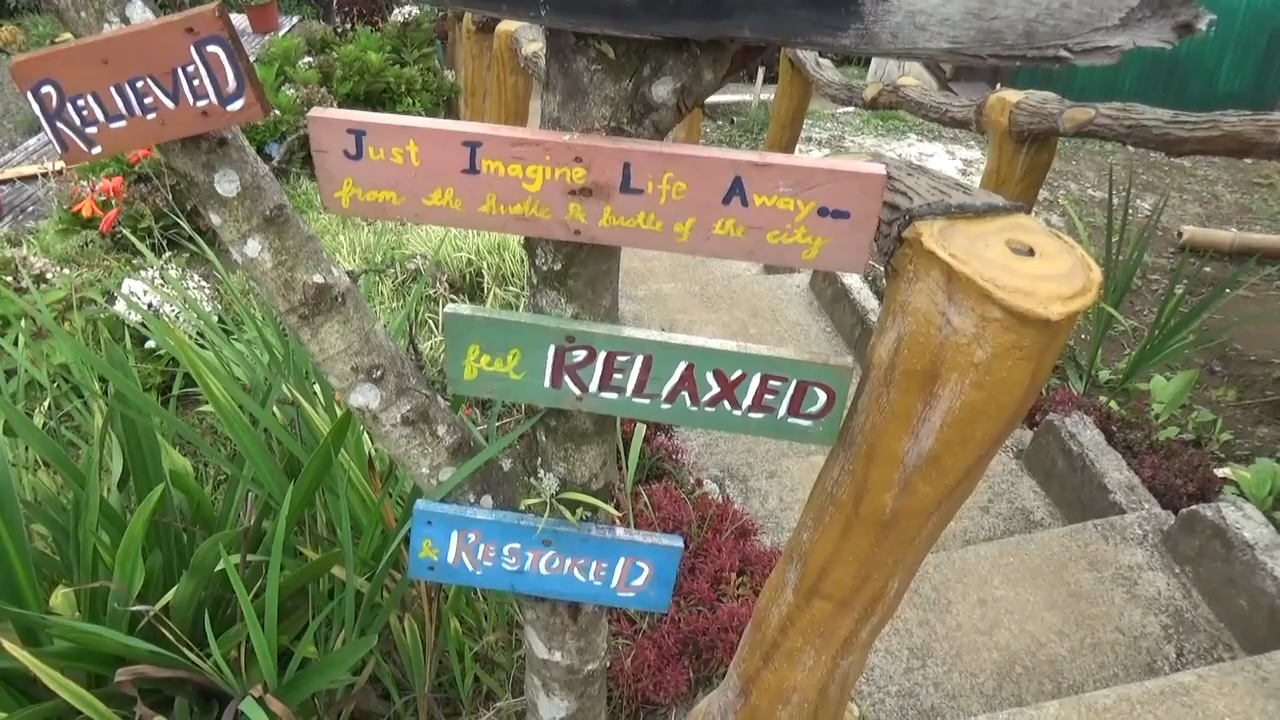 RELIEVED
Just Imagine Life Away...
from the hustle & bustle of the city
feel RELAXED
& RESTORED